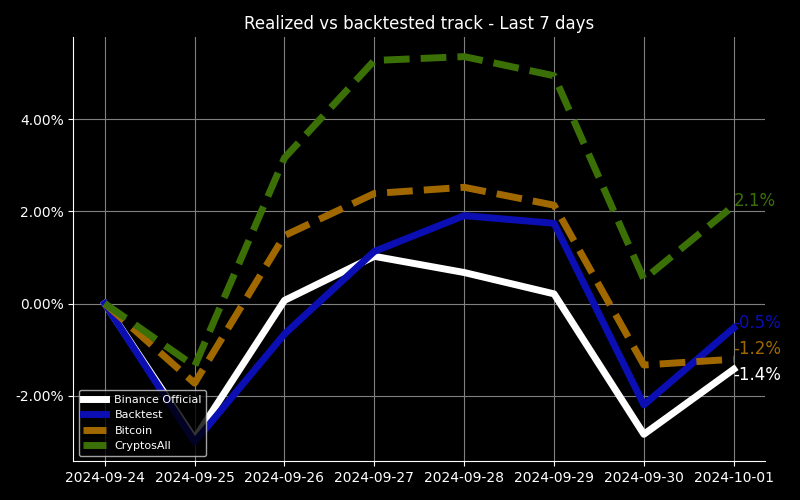 Realized vs backtested track - Last 7 days
4.00%
2.00%
0.00%
-2.00%
2.1%
-0.5%
-1.2%
-1.4%
Binance Official
Backtest
Bitcoin
CryptosAll
2024-09-24 2024-09-25 2024-09-26 2024-09-27 2024-09-28 2024-09-29 2024-09-30 2024-10-01